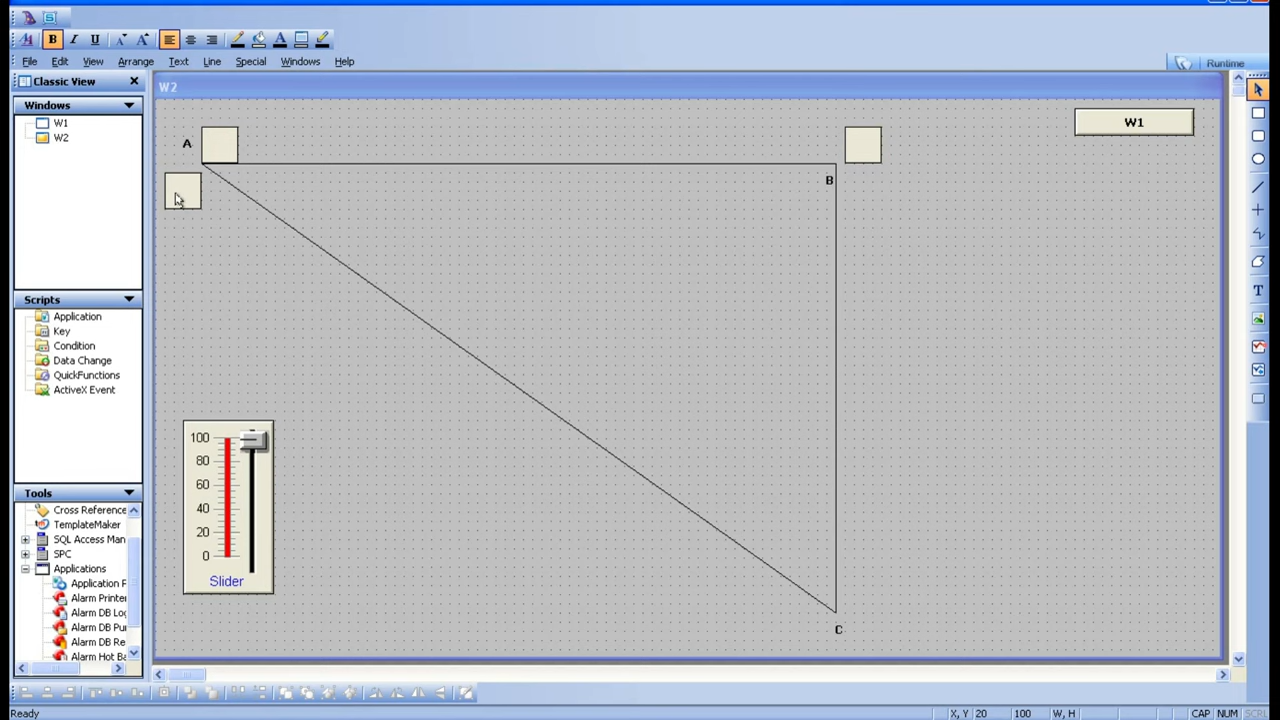 B I U A
File Edit View Arrange Text Line Special Windows Help
Runtime
Classic View
W2
Windows
W1
W2
W1
A
B
Scripts
Application
Key
Condition
Data Change
QuickFunctions
ActiveX Event
100
80
60
40
20
0
Slider
C
Tools
Cross Reference
TemplateMaker
SQL Access Man
SPC
Applications
Application F
Alarm Printer
Alarm DB Log
Alarm DB Pur
Alarm DB Re
Alarm Hot Ba
T
Ready
X, Y 20 100 W, H CAP NUM SCRL